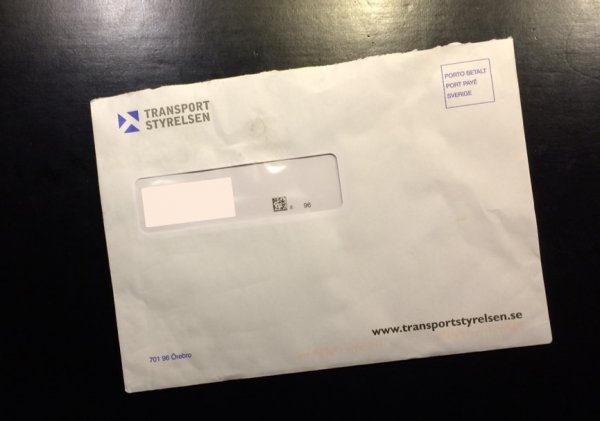 TRANSPORT
STYRELSEN
PORTO BETALT
PORT PAYÉ
SVERIGE
96
www.transportstyrelsen.se
701 96 Örebro